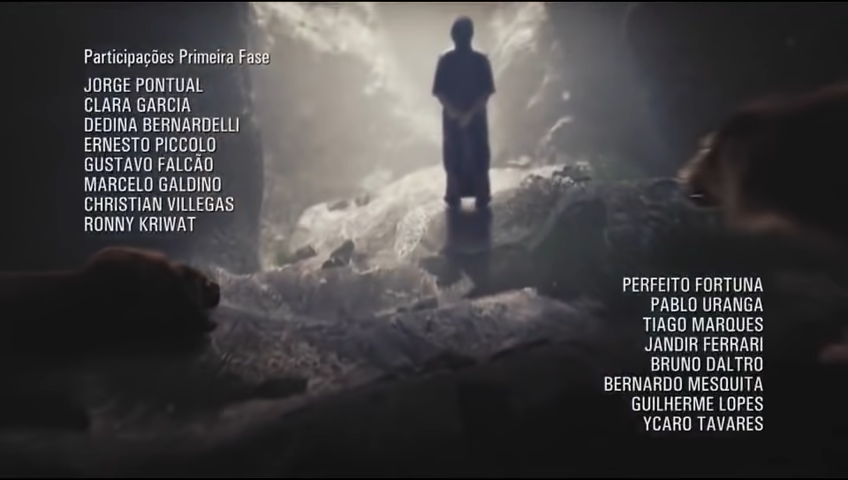 Participações Primeira Fase
JORGE PONTUAL
CLARA GARCIA
DEDINA BERNARDELLI
ERNESTO PICCOLO
GUSTAVO FALCÃO
MARCELO GALDINO
CHRISTIAN VILLEGAS
RONNY KRIWAT
PERFEITO FORTUNA
PABLO URANGA
TIAGO MARQUES
JANDIR FERRARI
BRUNO DALTRO
BERNARDO MESQUITA
GUILHERME LOPES
YCARO TAVARES